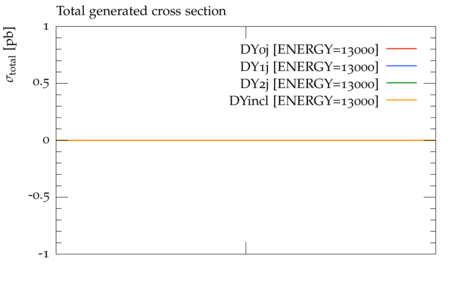 Total generated cross section
σtotal [pb]
1
0.5
0
-0.5
-1
DY0j [ENERGY=13000]
DY1j [ENERGY=13000]
DY2j [ENERGY=13000]
DYincl [ENERGY=13000]